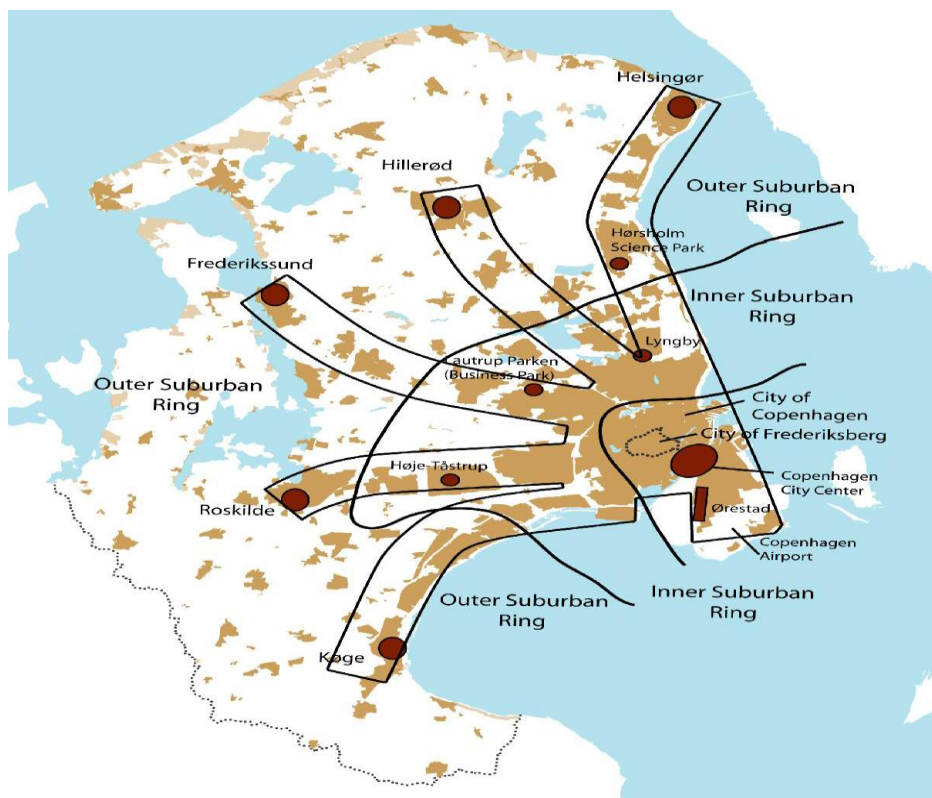 Helsingør
Hillerød
Outer Suburban
Ring
Hørsholm
Science Park
Frederikssund
Inner Suburban
Ring
Lyngby
Lautrup Parken
(Business Park)
Outer Suburban
Ring
City of
Copenhagen
City of Frederiksberg
Høje-Tåstrup
Copenhagen
City Center
Roskilde
Ørestad
Copenhagen
Airport
Inner Suburban
Ring
Outer Suburban
Ring
Køge